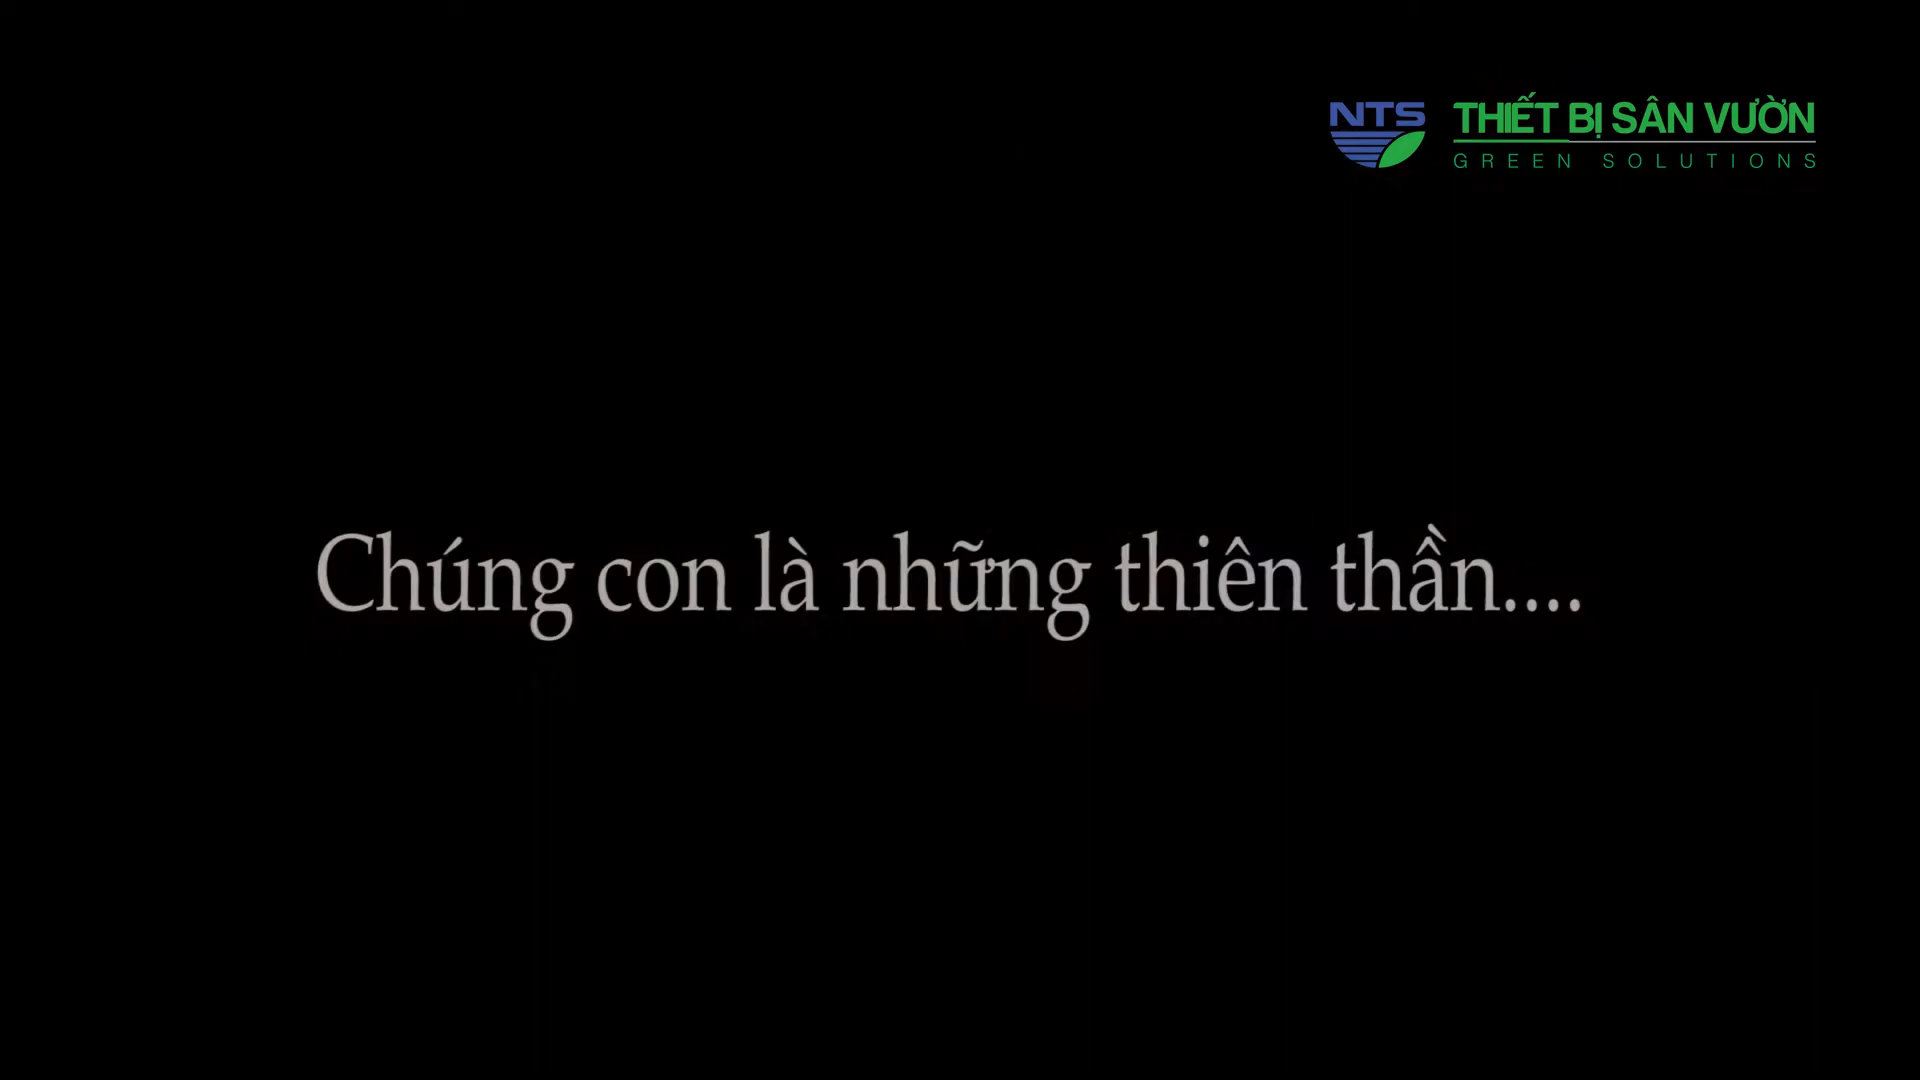 NTS
THIẾT BỊ SÂN VƯỜN
GREEN SOLUTIONS
Chúng con là những thiên thần....